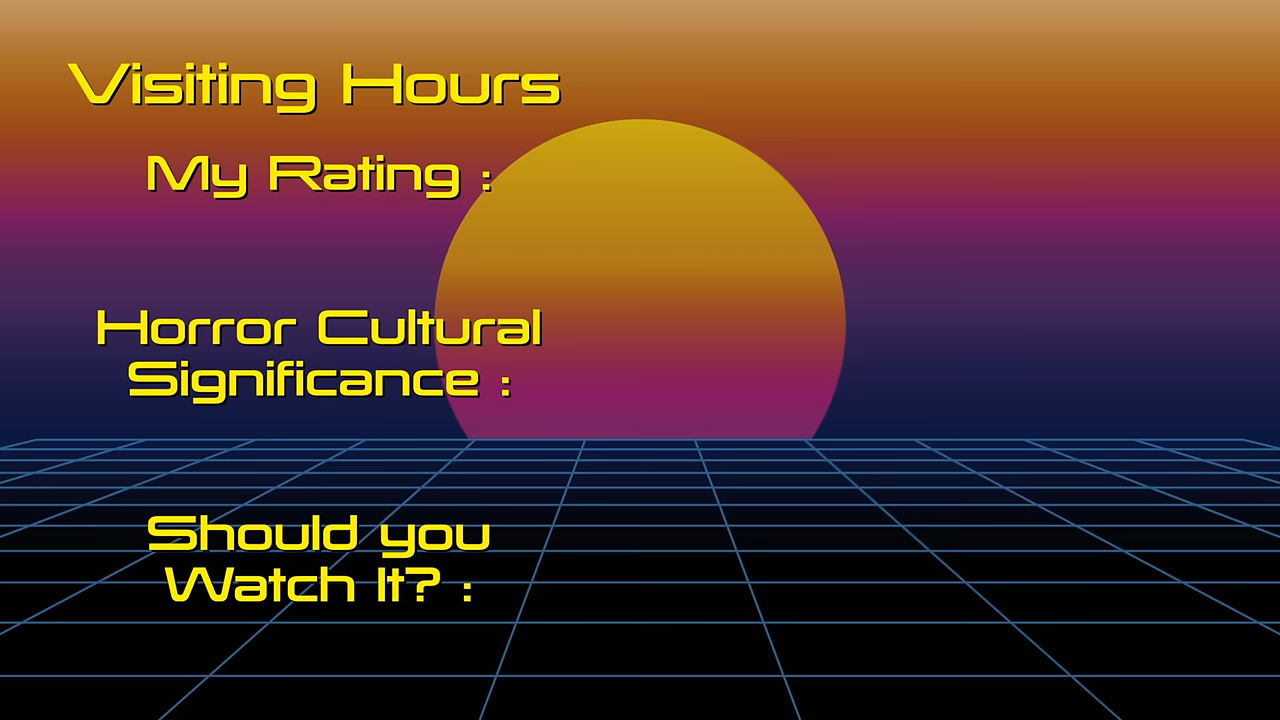 Visiting Hours
My Rating :
Horror Cultural
Significance :
Should you
Watch It? :